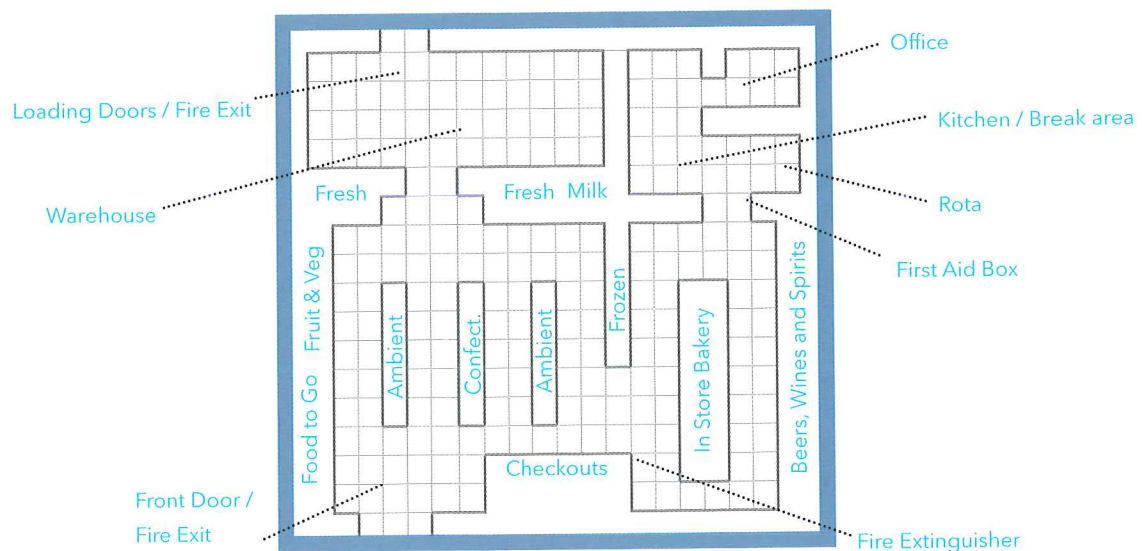 Office
Loading Doors / Fire Exit
Kitchen / Break area
Fresh
Fresh Milk
Warehouse
Rota
First Aid Box
Fruit & Veg
Food to Go
Ambient
Confect.
Ambient
Frozen
In Store Bakery
Beers, Wines and Spirits
Checkouts
Front Door /
Fire Exit
Fire Extinguisher